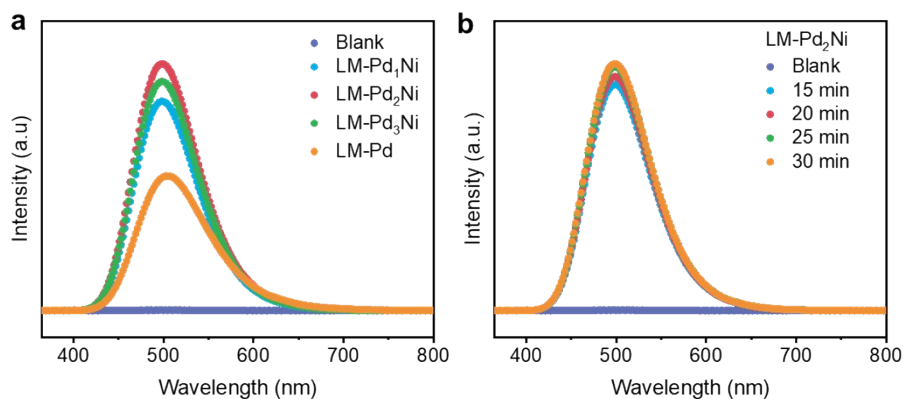 a
Blank
LM-Pd₁Ni
LM-Pd₂Ni
LM-Pd₃Ni
LM-Pd
Intensity (a.u)
400 500 600 700 800
Wavelength (nm)
b
LM-Pd₂Ni
Blank
15 min
20 min
25 min
30 min
Intensity (a.u.)
400 500 600 700 800
Wavelength (nm)